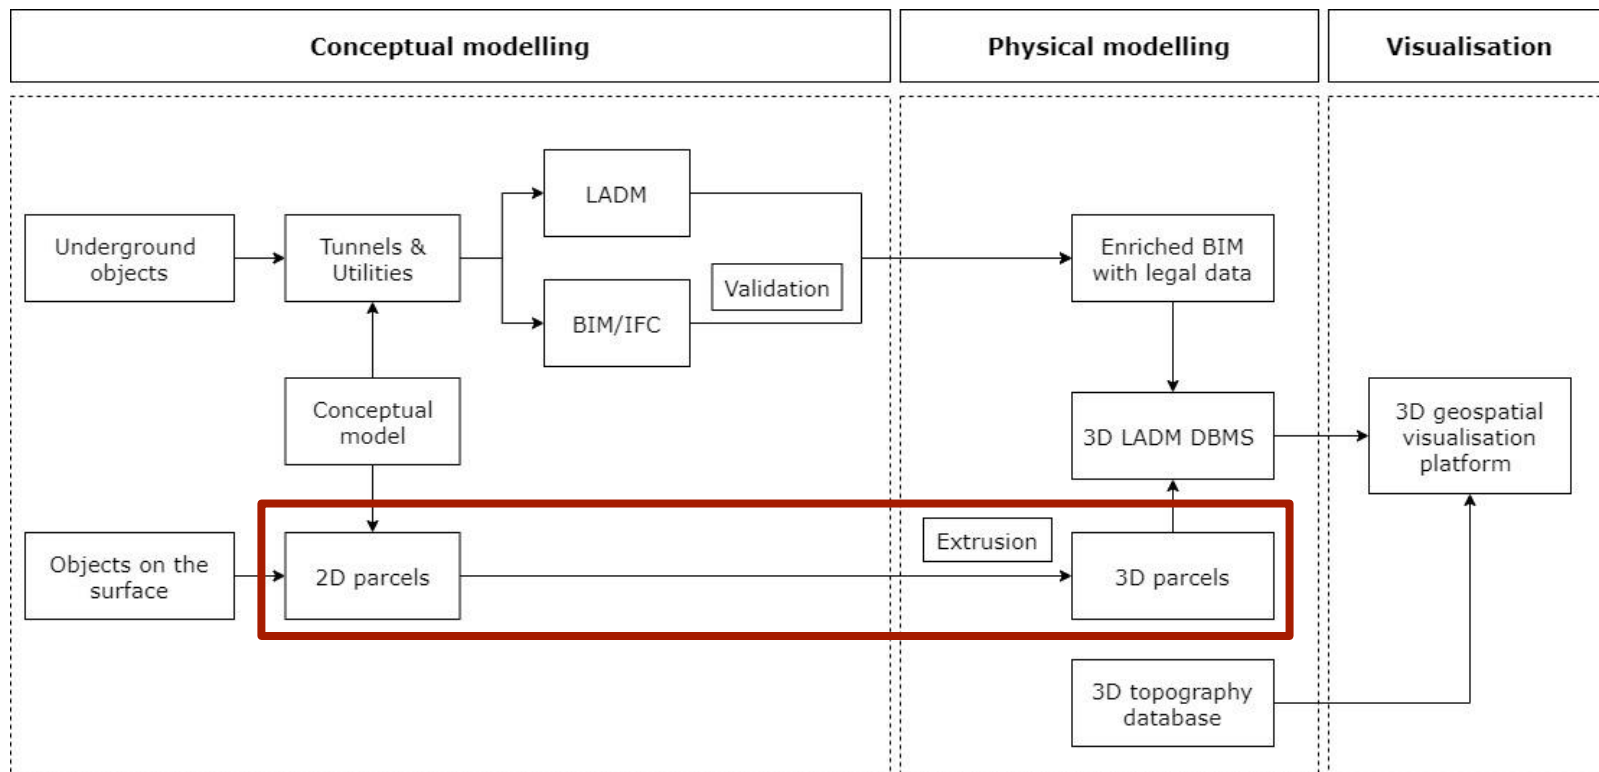 Conceptual modelling
Physical modelling
Visualisation
Underground
objects
Tunnels &
Utilities
LADM
BIM/IFC
Validation
Enriched BIM
with legal data
Conceptual
model
3D LADM DBMS
3D geospatial
visualisation
platform
Objects on the
surface
2D parcels
Extrusion
3D parcels
3D topography
database